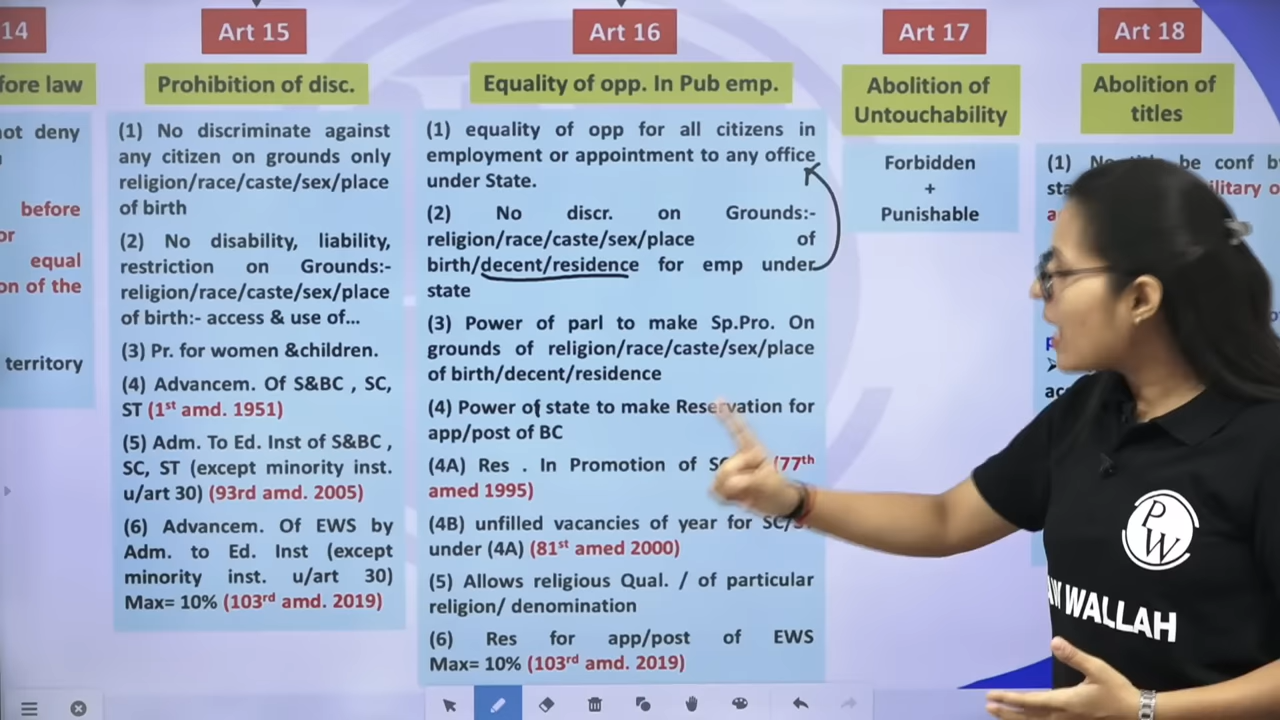 14
fore law
not deny
before
or
equal
on of the
territory
Art 15
Prohibition of disc.
(1) No discriminate against
any citizen on grounds only
religion/race/caste/sex/place
of birth
(2) No disability, liability,
restriction on Grounds:-
religion/race/caste/sex/place
of birth:- access & use of...
(3) Pr. for women &children.
(4) Advancem. Of S&BC , SC,
ST (1st amd. 1951)
(5) Adm. To Ed. Inst of S&BC ,
SC, ST (except minority inst.
u/art 30) (93rd amd. 2005)
(6) Advancem. Of EWS by
Adm. to Ed. Inst (except
minority inst. u/art 30)
Max= 10% (103rd amd. 2019)
Art 16
Equality of opp. In Pub emp.
(1) equality of opp for all citizens in
employment or appointment to any office
under State.
(2) No discr. on Grounds:-
religion/race/caste/sex/place of
birth/decent/residence for emp under
state
(3) Power of parl to make Sp.Pro. On
grounds of religion/race/caste/sex/place
of birth/decent/residence
(4) Power of state to make Reservation for
app/post of BC
(4A) Res . In Promotion of (77th
amed 1995)
(4B) unfilled vacancies of year for SC/
under (4A) (81st amed 2000)
(5) Allows religious Qual. / of particular
religion/ denomination
(6) Res for app/post of EWS
Max= 10% (103rd amd. 2019)
Art 17
Abolition of
Untouchability
Forbidden
+
Punishable
Art 18
Abolition of
titles
(1) be conf b
ilitary o
PW
WALLAH